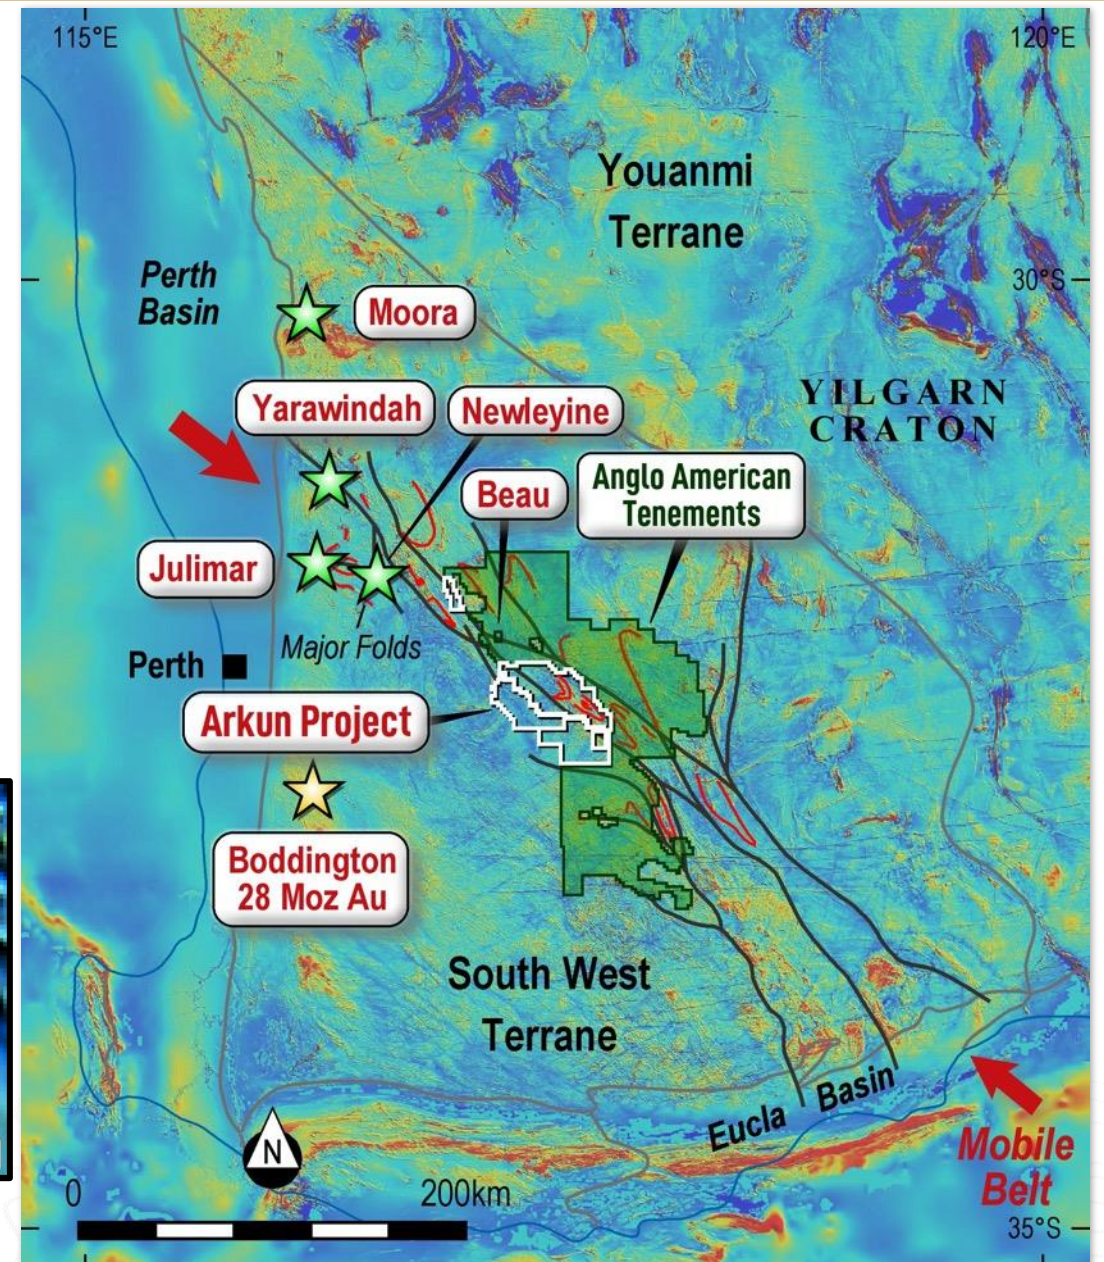 115°E
120°E
Youanmi
Terrane
Perth
Basin
30°S
Moora
YILGARN
CRATON
Yarawindah
Newleyine
Beau
Anglo American
Tenements
Julimar
Major Folds
Perth
Arkun Project
Boddington
28 Moz Au
South West
Terrane
Eucla Basin
Mobile
Belt
N
0
200km
35°S